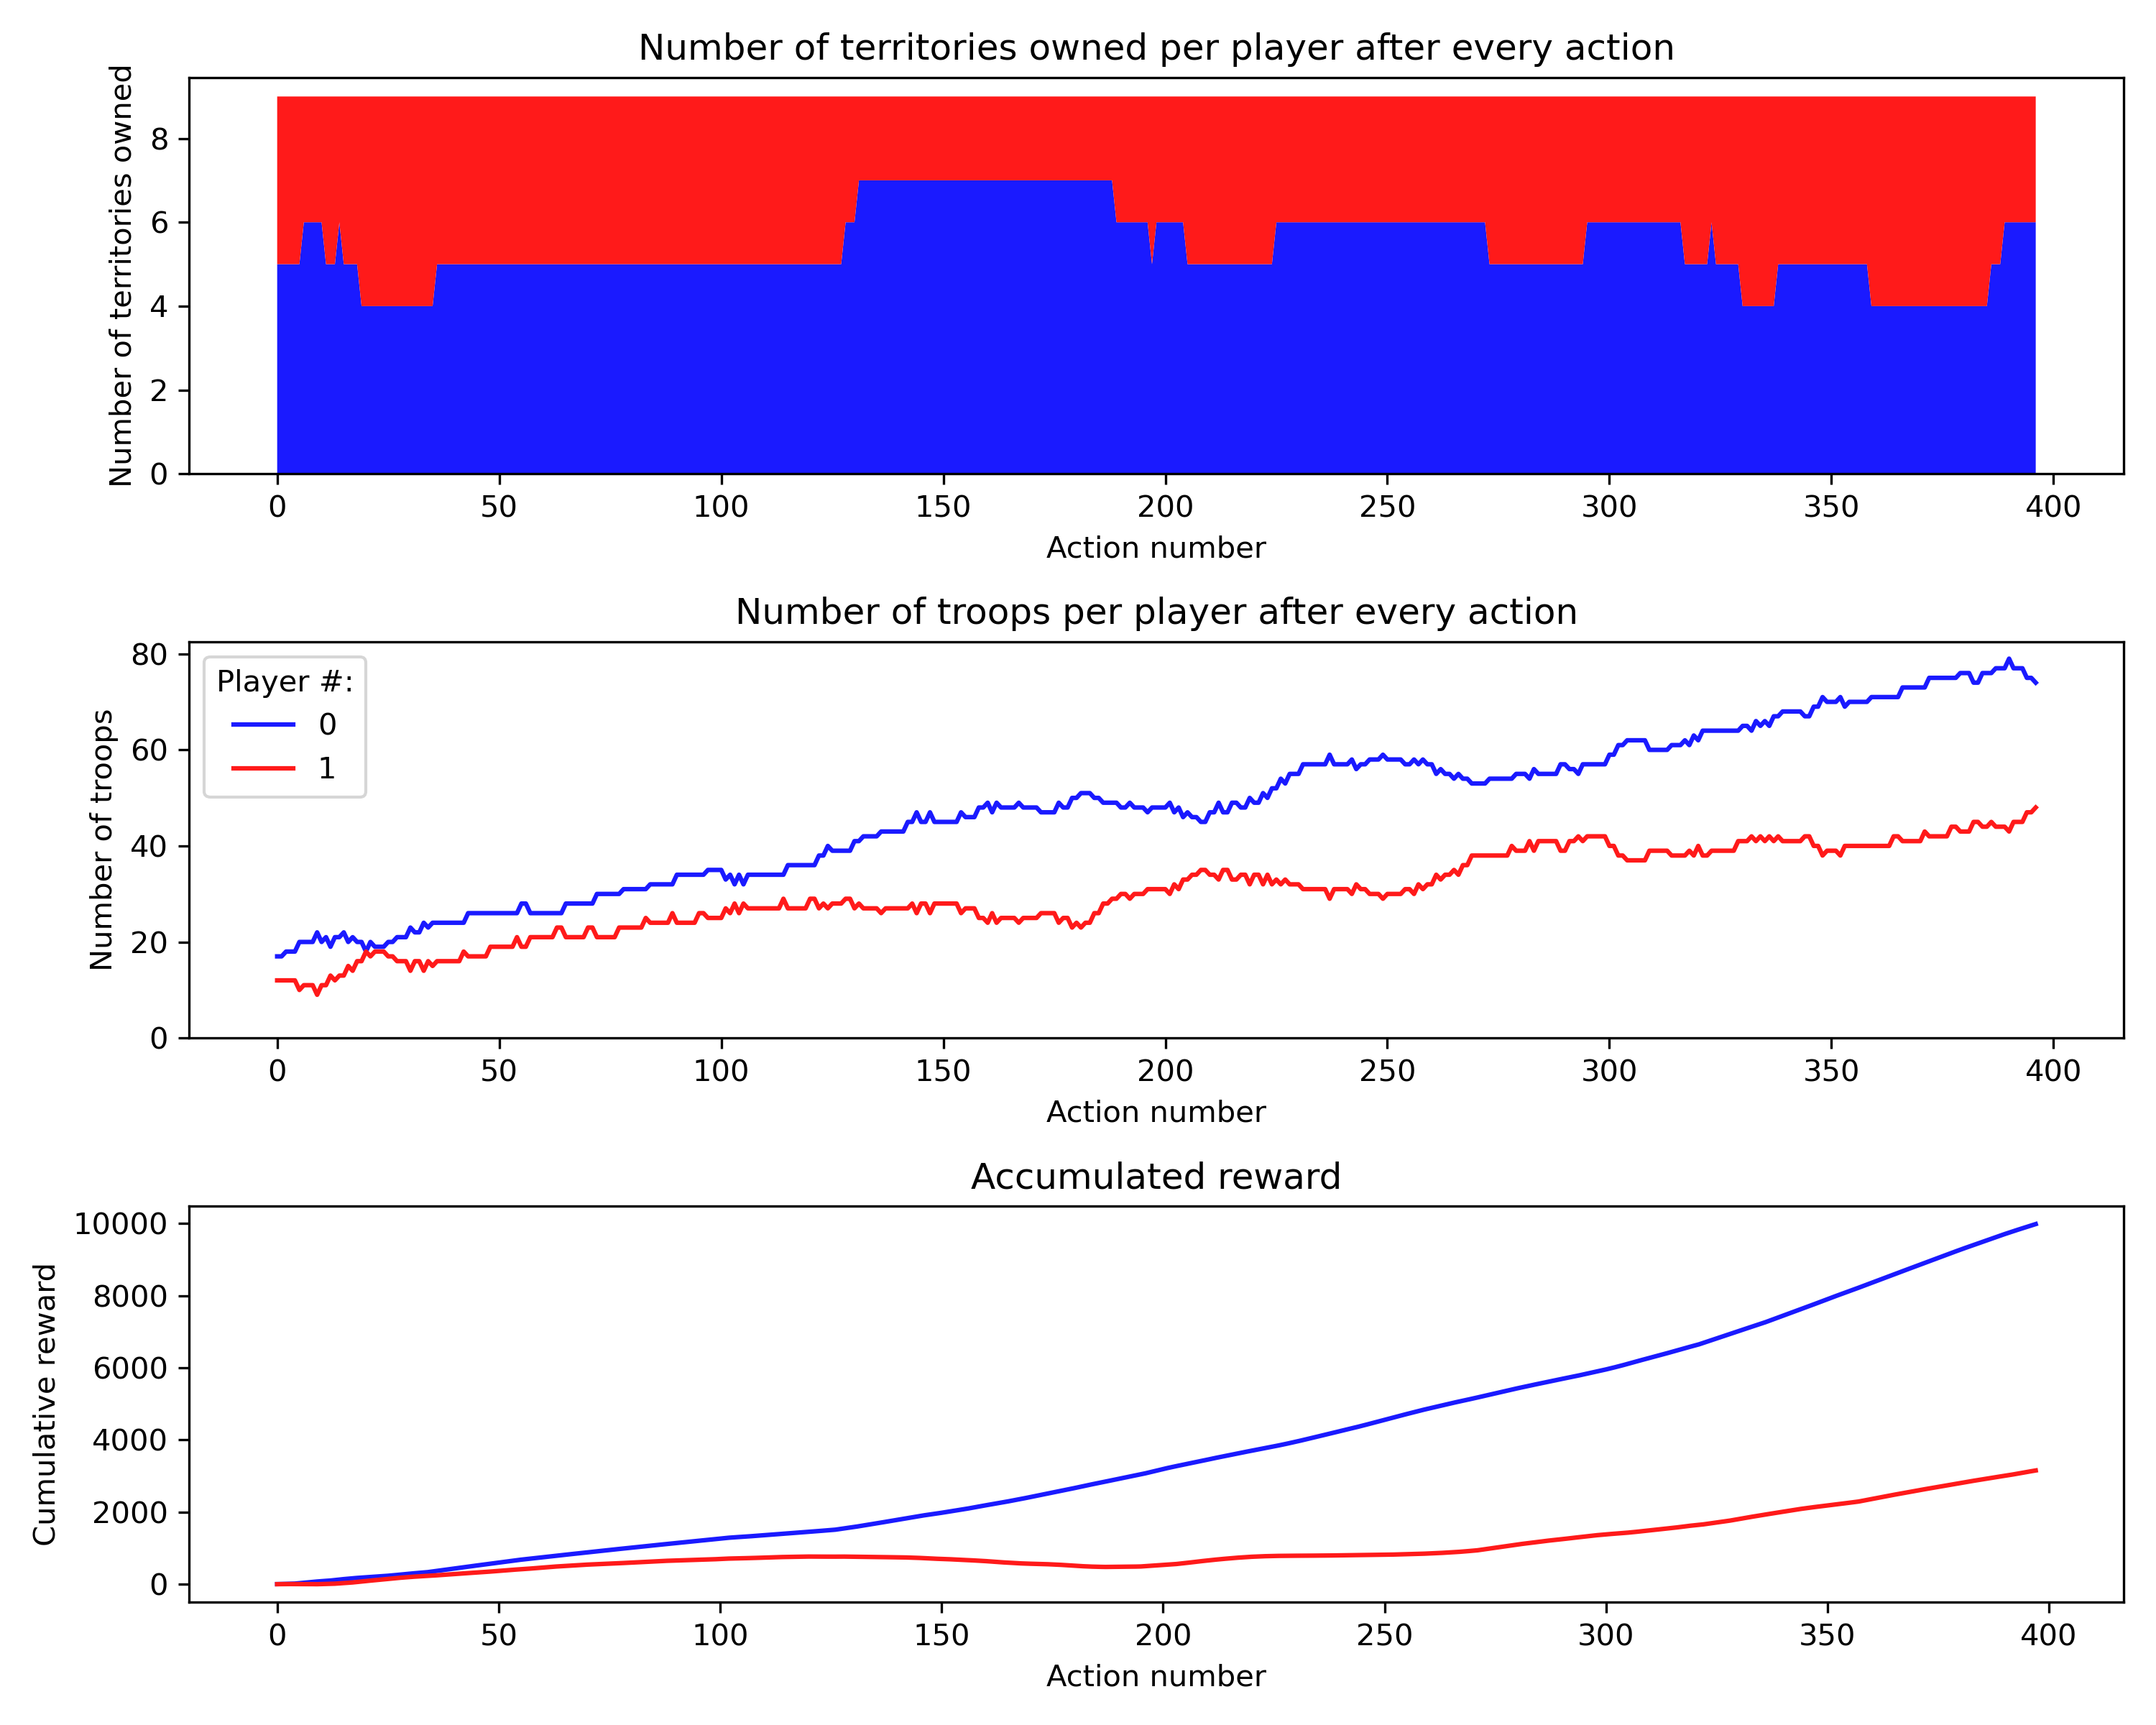 Number of territories owned per player after every action
Number of territories owned
8
6
4
2
0
0 50 100 150 200 250 300 350 400
Action number
Number of troops per player after every action
Number of troops
80
60
40
20
0
Player #:
0
1
0 50 100 150 200 250 300 350 400
Action number
Accumulated reward
Cumulative reward
10000
8000
6000
4000
2000
0
0 50 100 150 200 250 300 350 400
Action number